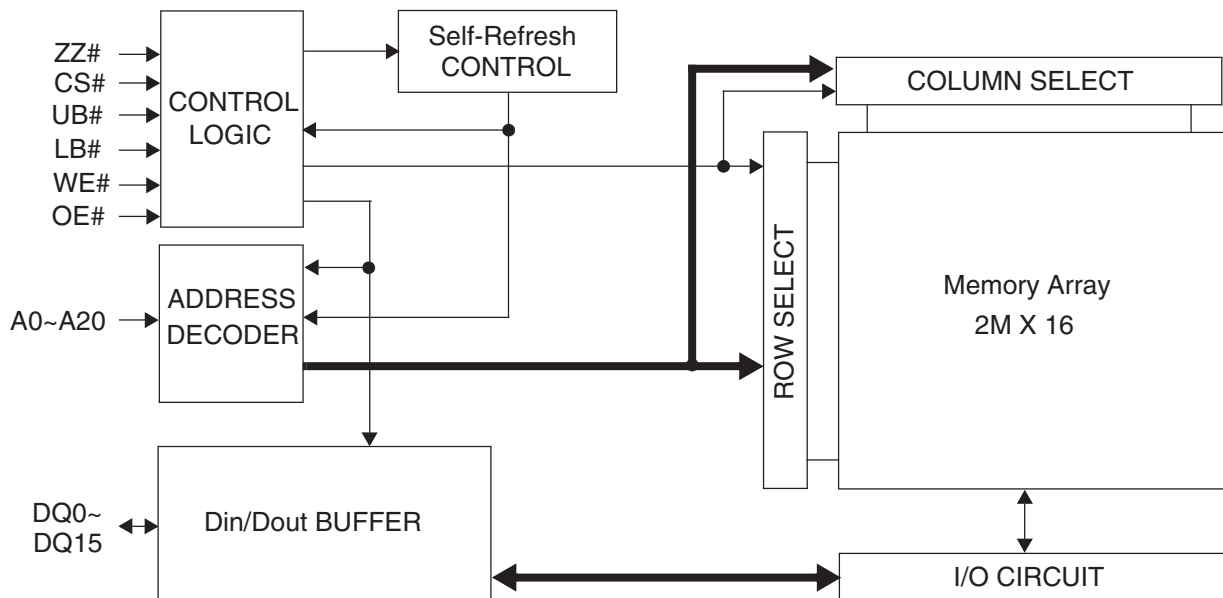 ZZ#
CS#
UB#
LB#
WE#
OE#
CONTROL
LOGIC
Self-Refresh
CONTROL
COLUMN SELECT
A0~A20
ADDRESS
DECODER
ROW SELECT
Memory Array
2M X 16
DQ0~
DQ15
Din/Dout BUFFER
I/O CIRCUIT